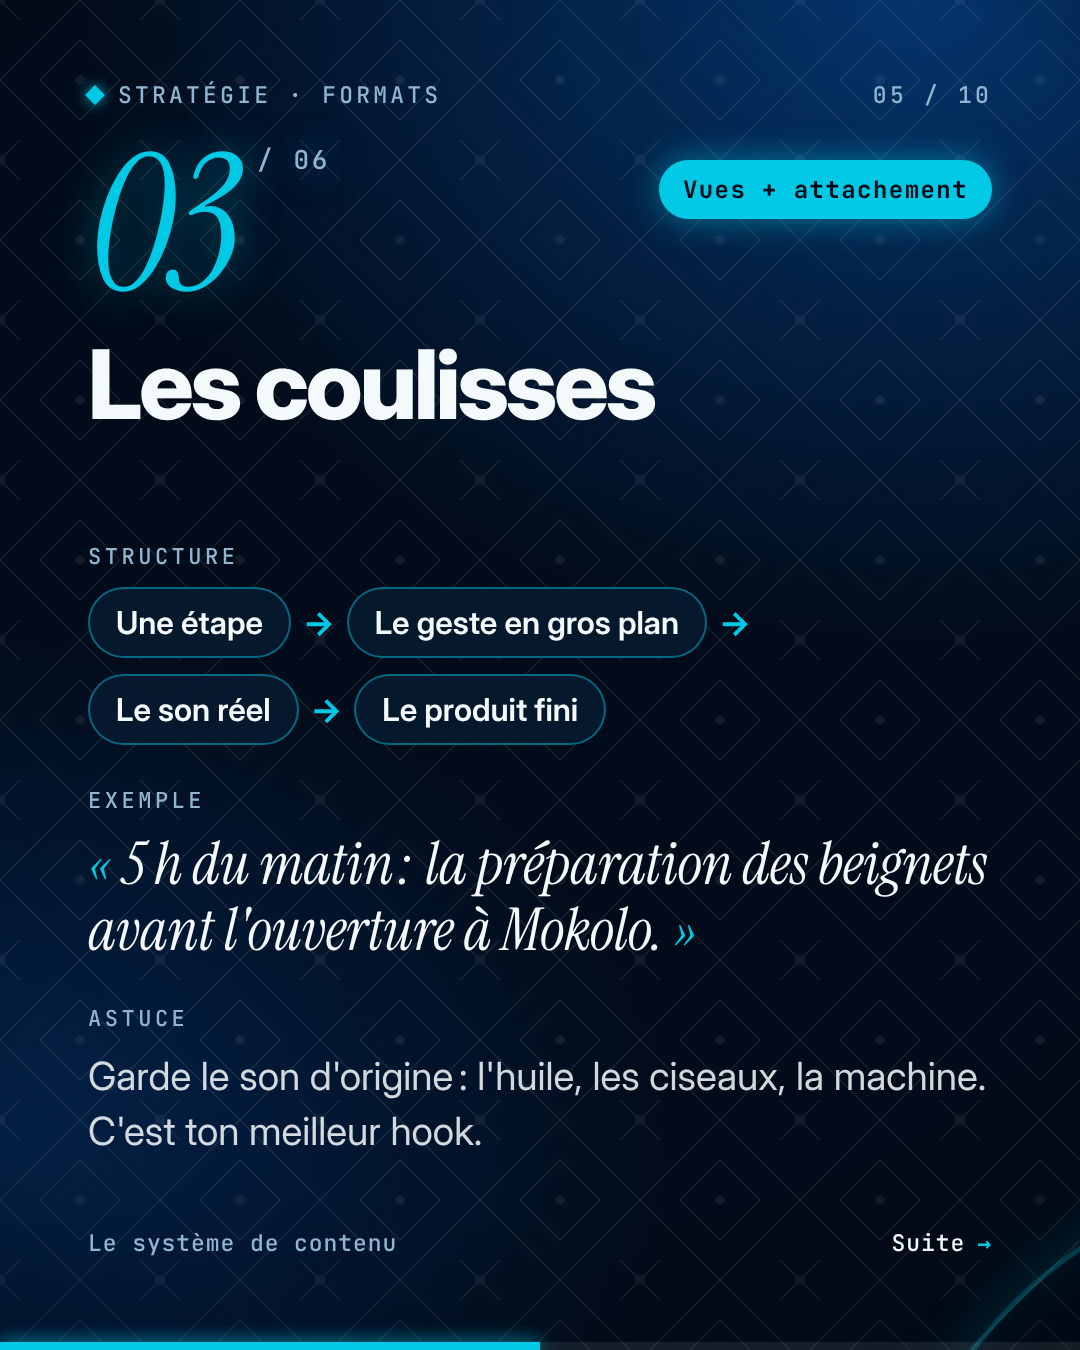 STRATÉGIE · FORMATS
05 / 10
03 / 06
Vues + attachement
Les coulisses
STRUCTURE
Une étape → Le geste en gros plan →
Le son réel → Le produit fini
EXEMPLE
« 5 h du matin : la préparation des beignets
avant l'ouverture à Mokolo. »
ASTUCE
Garde le son d'origine : l'huile, les ciseaux, la machine.
C'est ton meilleur hook.
Le système de contenu
Suite →